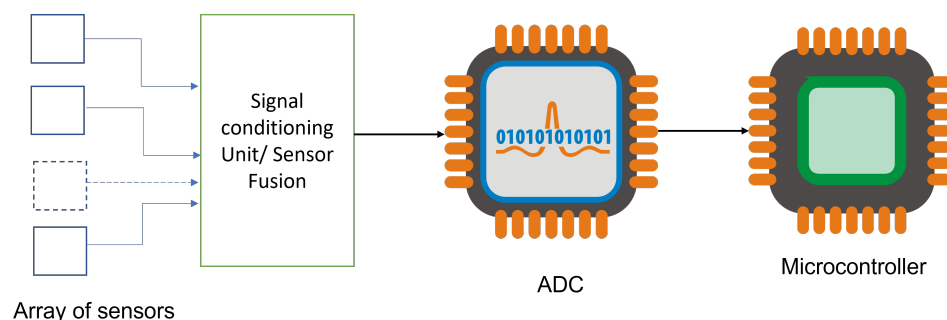 Signal
conditioning
Unit/ Sensor
Fusion
010101010101
ADC
Microcontroller
Array of sensors